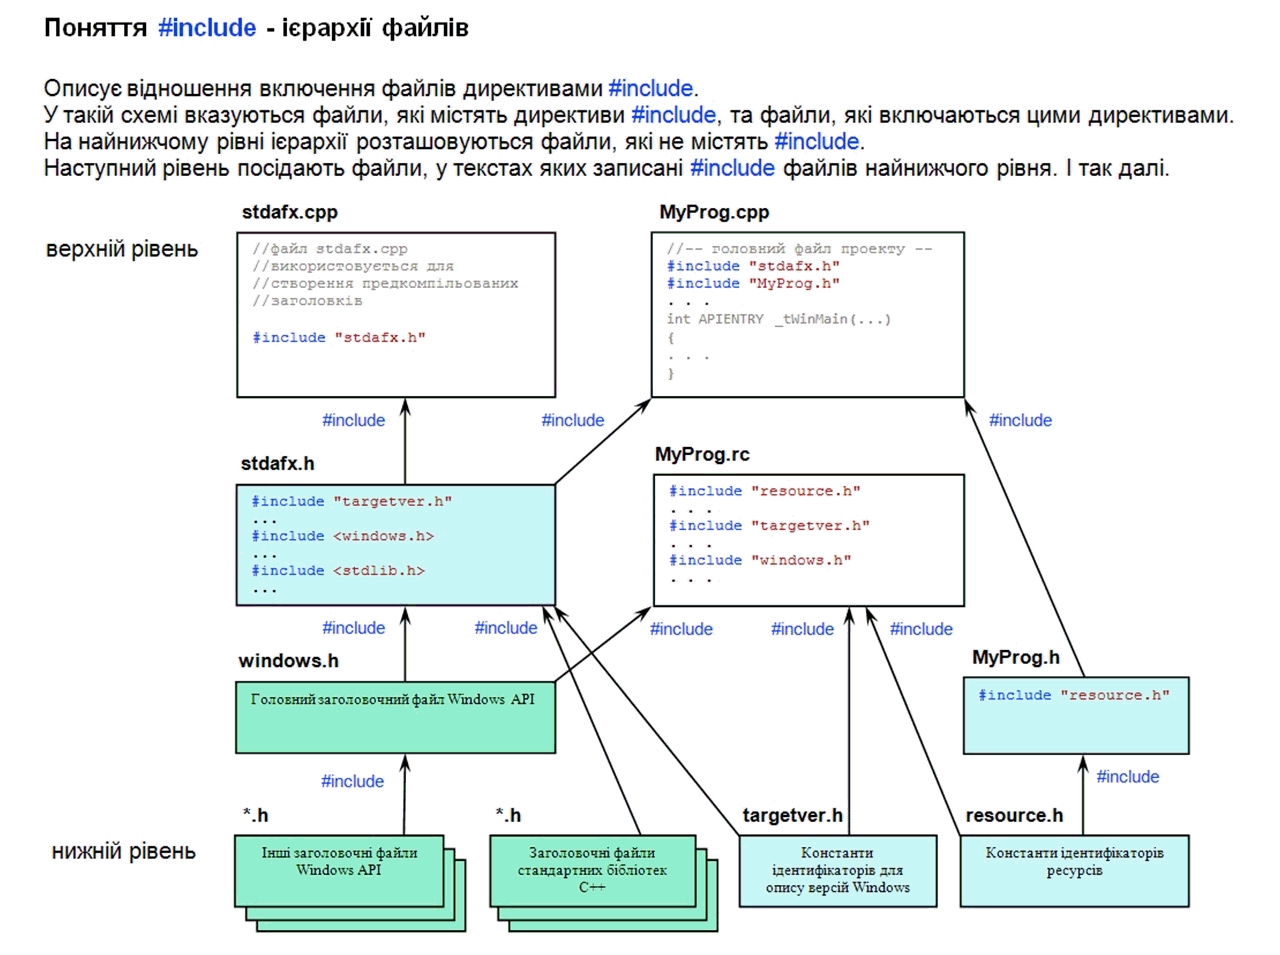 Поняття #include - ієрархії файлів
Описує відношення включення файлів директивами #include.
У такій схемі вказуються файли, які містять директиви #include, та файли, які включаються цими директивами.
На найнижчому рівні ієрархії розташовуються файли, які не містять #include.
Наступний рівень посідають файли, у текстах яких записані #include файлів найнижчого рівня. І так далі.
stdafx.cpp
MyProg.cpp
верхній рівень
//файл stdafx.cpp
//використовується для
//створення предкомпільованих
//заголовків
#include "stdafx.h"
//-- головний файл проекту --
#include "stdafx.h"
#include "MyProg.h"
. . .
int APIENTRY _tWinMain(...)
{
. . .
}
#include
#include
#include
stdafx.h
MyProg.rc
#include "targetver.h"
...
#include <windows.h>
...
#include <stdlib.h>
...
#include "resource.h"
. . .
#include "targetver.h"
. . .
#include "windows.h"
. . .
#include
#include
#include
#include
#include
windows.h
MyProg.h
Головний заголовочний файл Windows API
#include "resource.h"
#include
#include
*.h
*.h
targetver.h
resource.h
нижній рівень
Інші заголовочні файли
Windows API
Заголовочні файли
стандартних бібліотек
C++
Константи
ідентифікаторів для
опису версій Windows
Константи ідентифікаторів
ресурсів